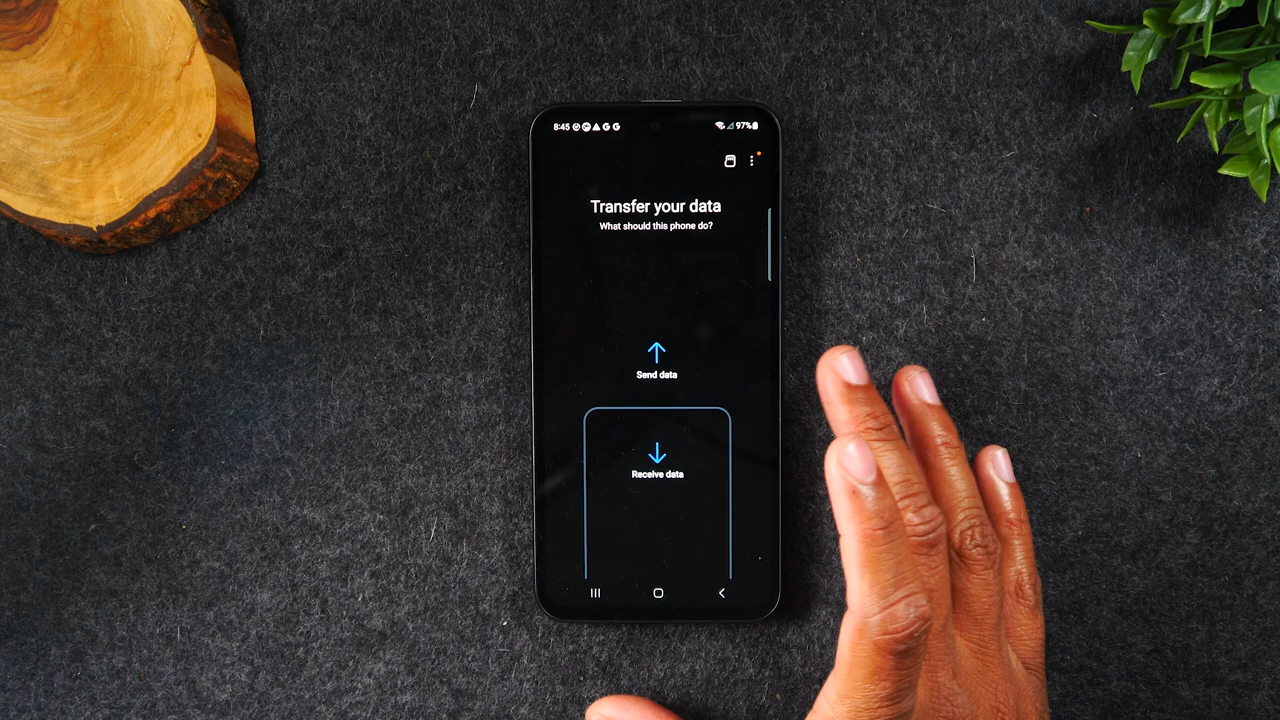 8:45 G G 97%
Transfer your data
What should this phone do?
Send data
Receive data